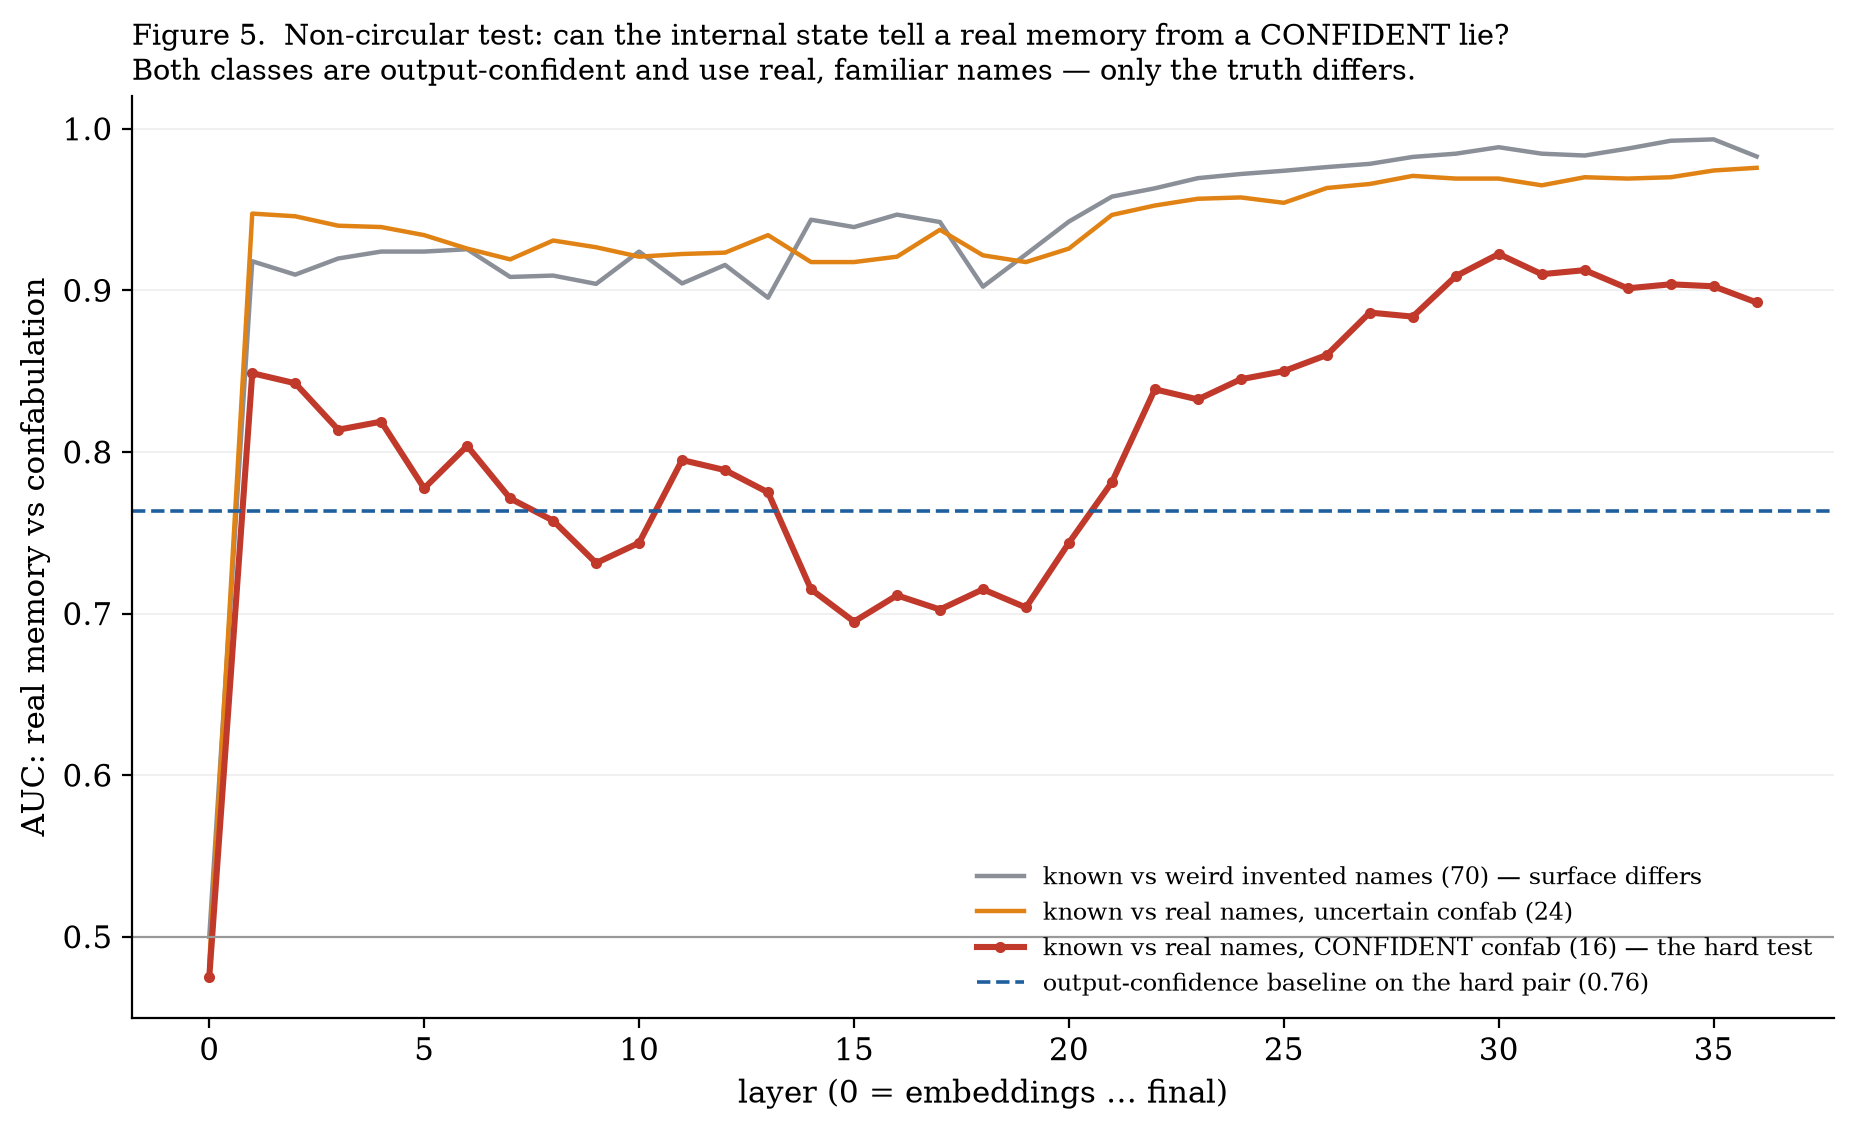 Figure 5.  Non-circular test: can the internal state tell a real memory from a CONFIDENT lie?
Both classes are output-confident and use real, familiar names — only the truth differs.
AUC: real memory vs confabulation
1.0
0.9
0.8
0.7
0.6
0.5
known vs weird invented names (70) — surface differs
known vs real names, uncertain confab (24)
known vs real names, CONFIDENT confab (16) — the hard test
output-confidence baseline on the hard pair (0.76)
0 5 10 15 20 25 30 35
layer (0 = embeddings ... final)